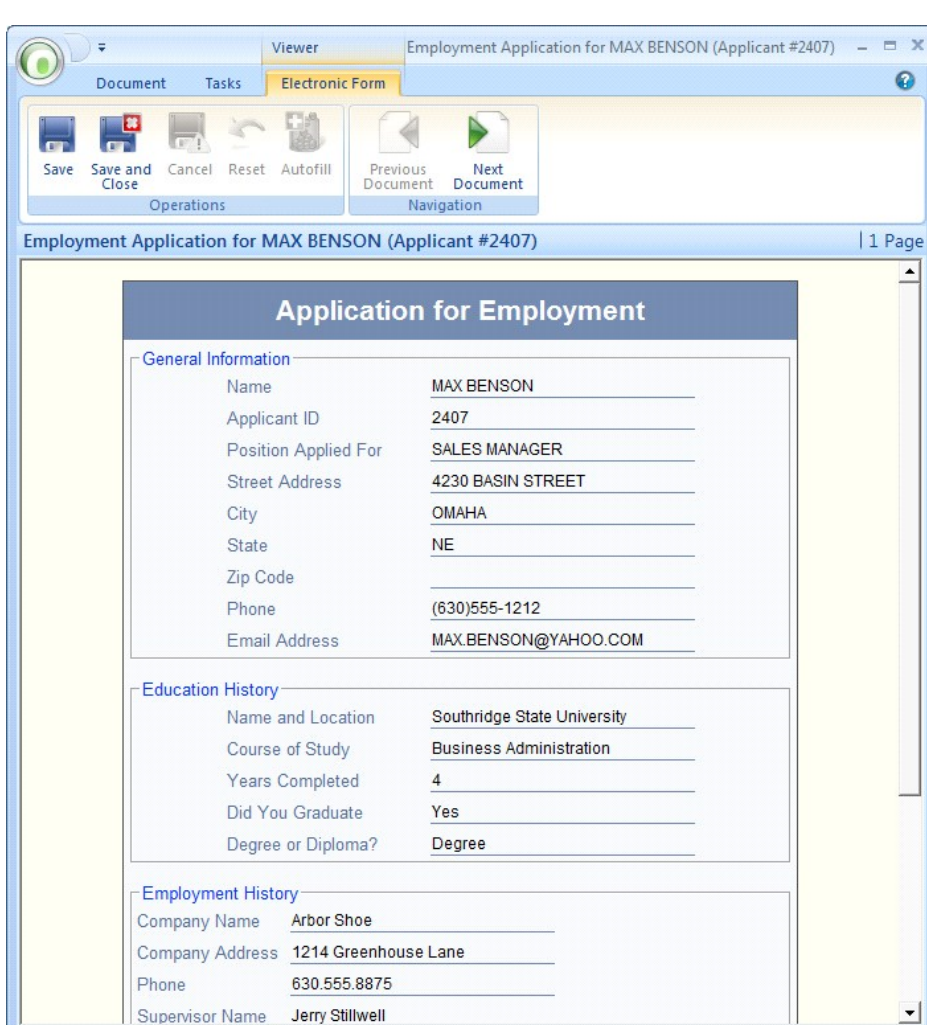 Viewer
Employment Application for MAX BENSON (Applicant #2407)
Document Tasks Electronic Form
Save Save and Close Cancel Reset Autofill Previous Document Next Document
Operations Navigation
Employment Application for MAX BENSON (Applicant #2407) | 1 Page
Application for Employment
General Information
Name MAX BENSON
Applicant ID 2407
Position Applied For SALES MANAGER
Street Address 4230 BASIN STREET
City OMAHA
State NE
Zip Code
Phone (630)555-1212
Email Address MAX.BENSON@YAHOO.COM
Education History
Name and Location Southridge State University
Course of Study Business Administration
Years Completed 4
Did You Graduate Yes
Degree or Diploma? Degree
Employment History
Company Name Arbor Shoe
Company Address 1214 Greenhouse Lane
Phone 630.555.8875
Supervisor Name Jerry Stillwell